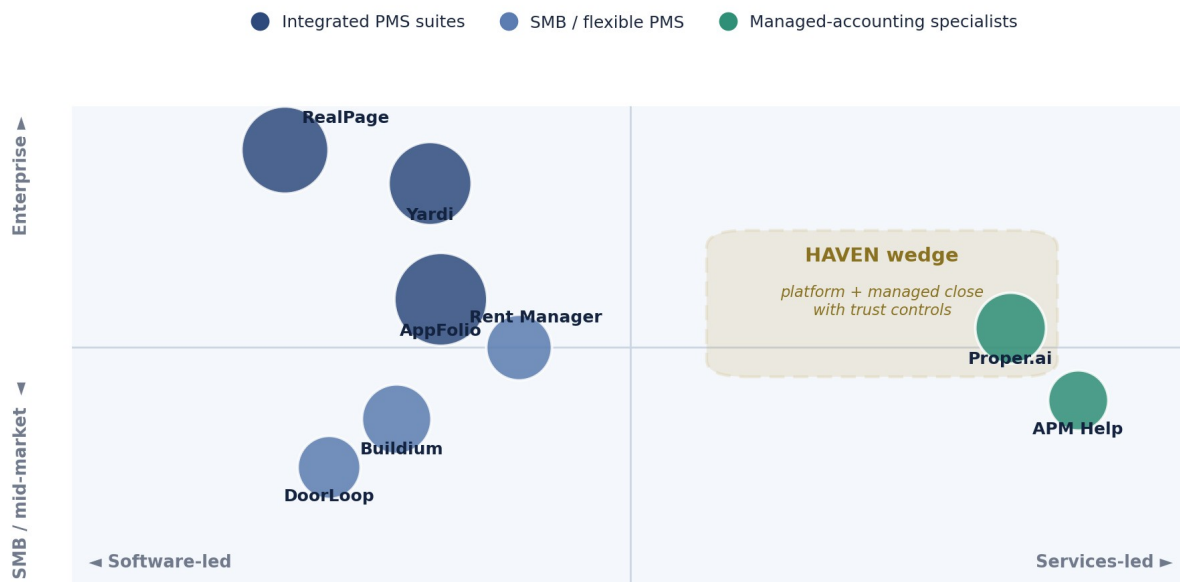 Integrated PMS suites
SMB / flexible PMS
Managed-accounting specialists
Enterprise ►
RealPage
Yardi
HAVEN wedge
platform + managed close
with trust controls
Rent Manager
AppFolio
Proper.ai
SMB / mid-market ◄
APM Help
Buildium
DoorLoop
◄ Software-led
Services-led ►